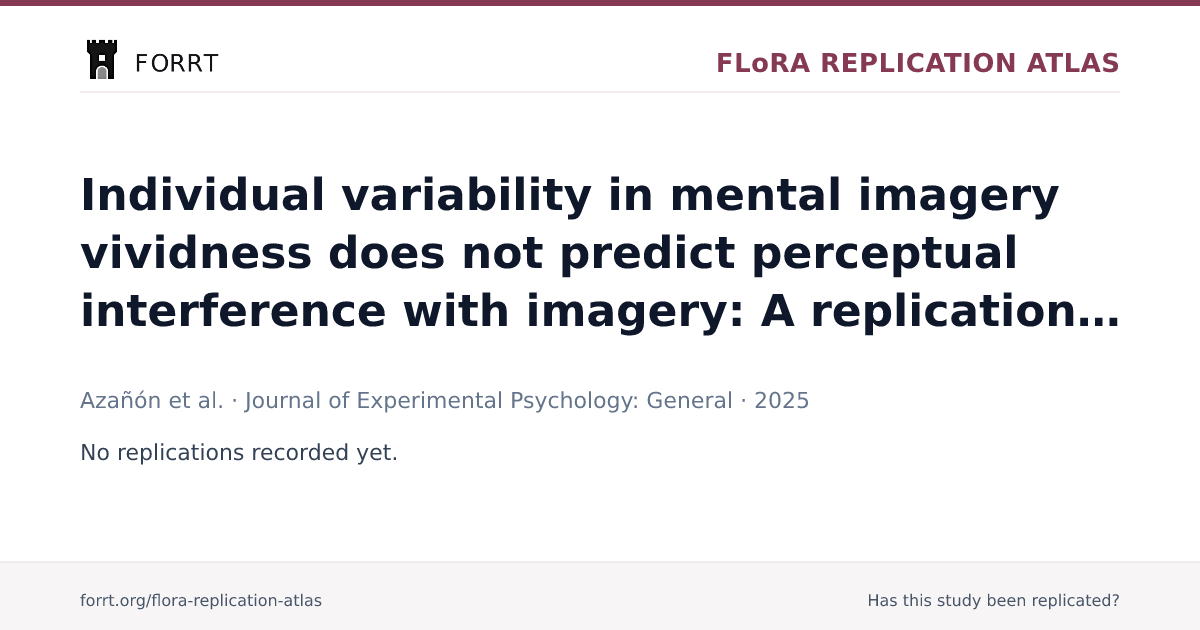 FORRT
FLoRA REPLICATION ATLAS
Individual variability in mental imagery
vividness does not predict perceptual
interference with imagery: A replication…
Azañón et al. · Journal of Experimental Psychology: General · 2025
No replications recorded yet.
forrt.org/flora-replication-atlas
Has this study been replicated?